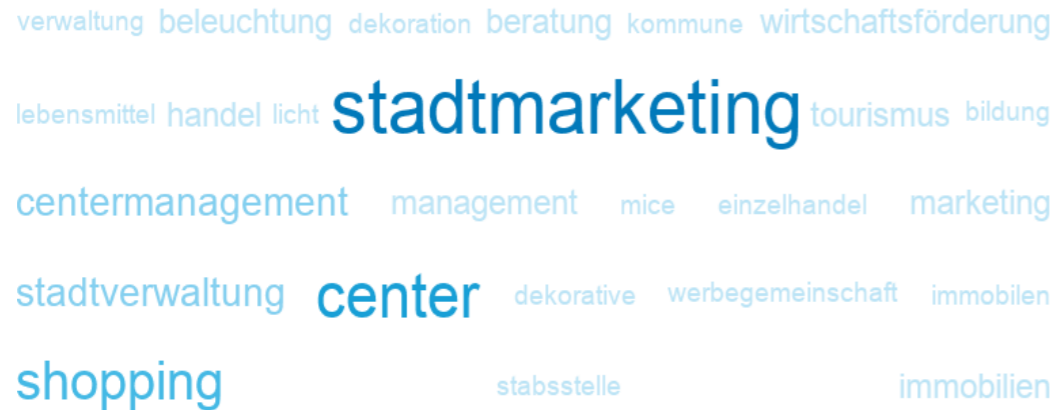 verwaltung beleuchtung dekoration beratung kommune wirtschaftsförderung
lebensmittel handel licht stadtmarketing tourismus bildung
centermanagement management mice einzelhandel marketing
stadtverwaltung center dekorative werbegemeinschaft immobilen
shopping stabsstelle immobilien